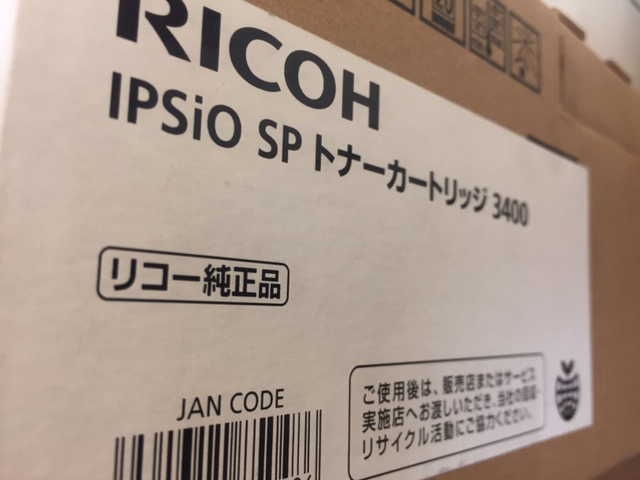 RICOH
IPSiO SP トナーカートリッジ 3400
リコー純正品
JAN CODE
ご使用後は、販売店またはサービス
実施店へお渡しいただき、当社の回収・
リサイクル活動にご協力ください。